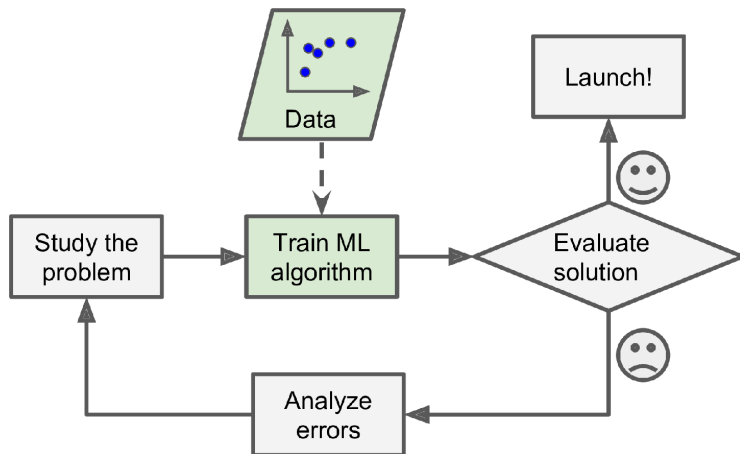 Data
Launch!
Study the
problem
Train ML
algorithm
Evaluate
solution
Analyze
errors